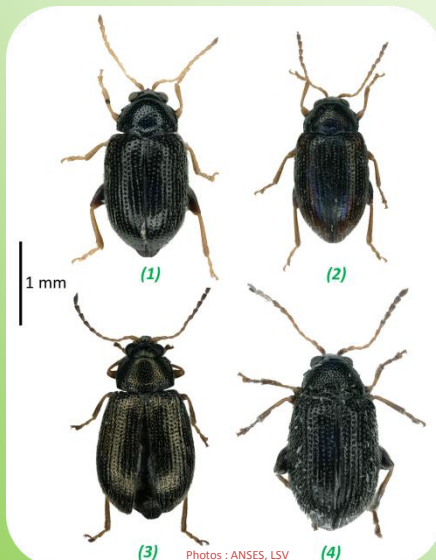 (1)
(2)
1 mm
(3)
Photos : ANSES, LSV
(4)